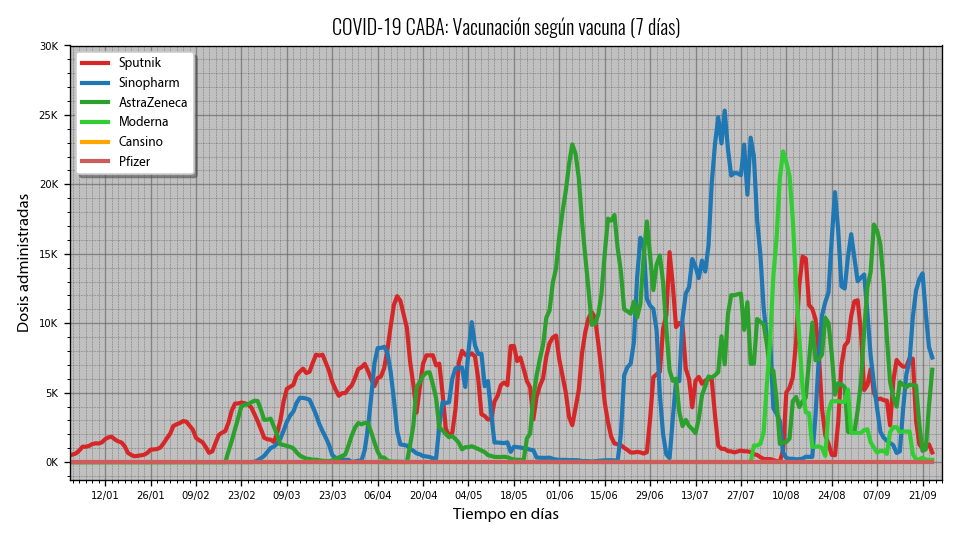 COVID-19 CABA: Vacunación según vacuna (7 días)
30K
25K
20K
15K
10K
5K
0K
Dosis administradas
Sputnik
Sinopharm
AstraZeneca
Moderna
Cansino
Pfizer
12/01 26/01 09/02 23/02 09/03 23/03 06/04 20/04 04/05 18/05 01/06 15/06 29/06 13/07 27/07 10/08 24/08 07/09 21/09
Tiempo en días